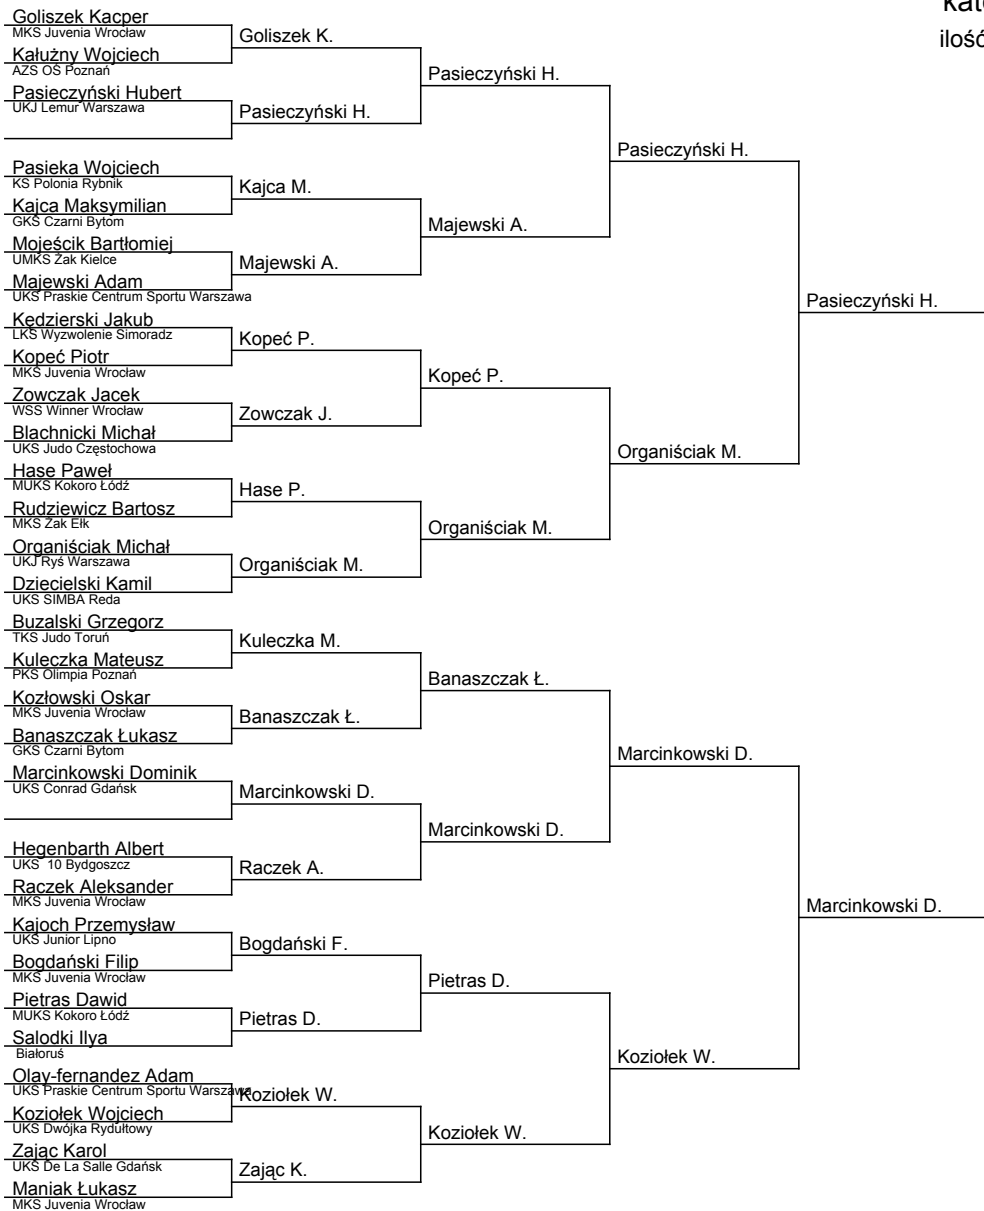 kat
ilość
Goliszek Kacper
MKS Juvenia Wrocław
Kałużny Wojciech
AZS OŚ Poznań
Pasieczyński Hubert
UKJ Lemur Warszawa
Pasieka Wojciech
KS Polonia Rybnik
Kajca Maksymilian
GKS Czarni Bytom
Mojeścik Bartłomiej
UMKS Żak Kielce
Majewski Adam
UKS Praskie Centrum Sportu Warszawa
Kędzierski Jakub
LKS Wyzwolenie Simoradz
Kopeć Piotr
MKS Juvenia Wrocław
Zowczak Jacek
WSS Winner Wrocław
Blachnicki Michał
UKS Judo Częstochowa
Hase Paweł
MUKS Kokoro Łódź
Rudziewicz Bartosz
MKS Żak Ełk
Organiściak Michał
UKJ Ryś Warszawa
Dziecielski Kamil
UKS SIMBA Reda
Buzalski Grzegorz
TKS Judo Toruń
Kuleczka Mateusz
PKS Olimpia Poznań
Kozłowski Oskar
MKS Juvenia Wrocław
Banaszczak Łukasz
GKS Czarni Bytom
Marcinkowski Dominik
UKS Conrad Gdańsk
Hegenbarth Albert
UKS 10 Bydgoszcz
Raczek Aleksander
MKS Juvenia Wrocław
Kajoch Przemysław
UKS Junior Lipno
Bogdański Filip
MKS Juvenia Wrocław
Pietras Dawid
MUKS Kokoro Łódź
Salodki Ilya
Białoruś
Olay-fernandez Adam
UKS Praskie Centrum Sportu Warszawa
Koziołek Wojciech
UKS Dwójka Rydułtowy
Zając Karol
UKS De La Salle Gdańsk
Maniak Łukasz
MKS Juvenia Wrocław
Goliszek K.
Pasieczyński H.
Kajca M.
Majewski A.
Kopeć P.
Zowczak J.
Hase P.
Organiściak M.
Kuleczka M.
Banaszczak Ł.
Marcinkowski D.
Raczek A.
Bogdański F.
Pietras D.
Koziołek W.
Zając K.
Pasieczyński H.
Majewski A.
Kopeć P.
Organiściak M.
Banaszczak Ł.
Marcinkowski D.
Pietras D.
Koziołek W.
Pasieczyński H.
Organiściak M.
Marcinkowski D.
Koziołek W.
Pasieczyński H.
Marcinkowski D.